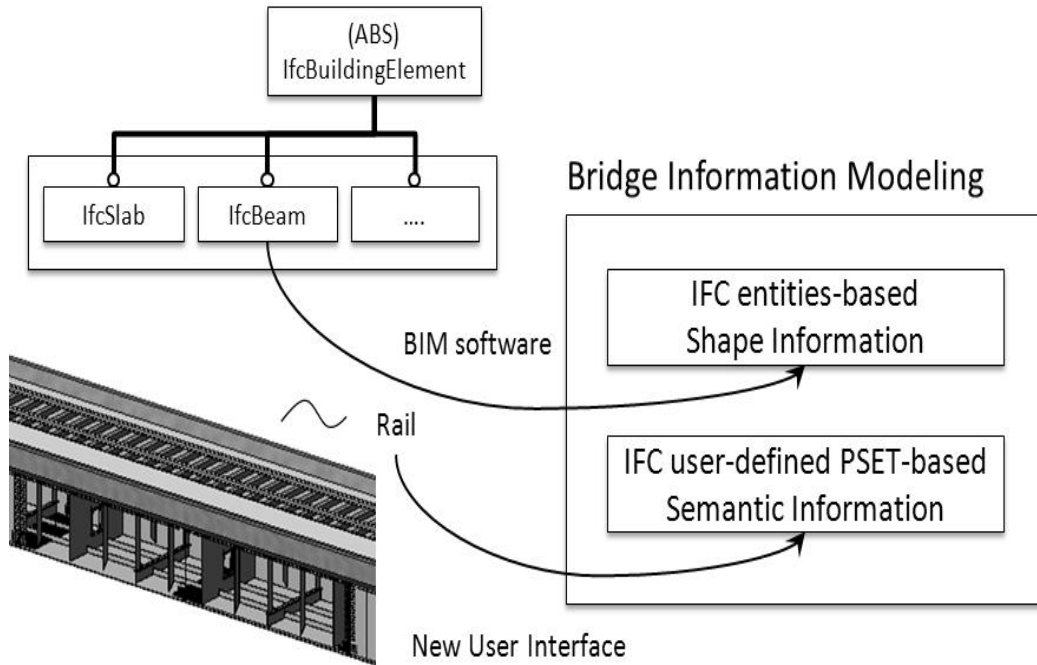 (ABS)
IfcBuildingElement
IfcSlab
IfcBeam
....
Bridge Information Modeling
IFC entities-based
Shape Information
BIM software
Rail
IFC user-defined PSET-based
Semantic Information
New User Interface